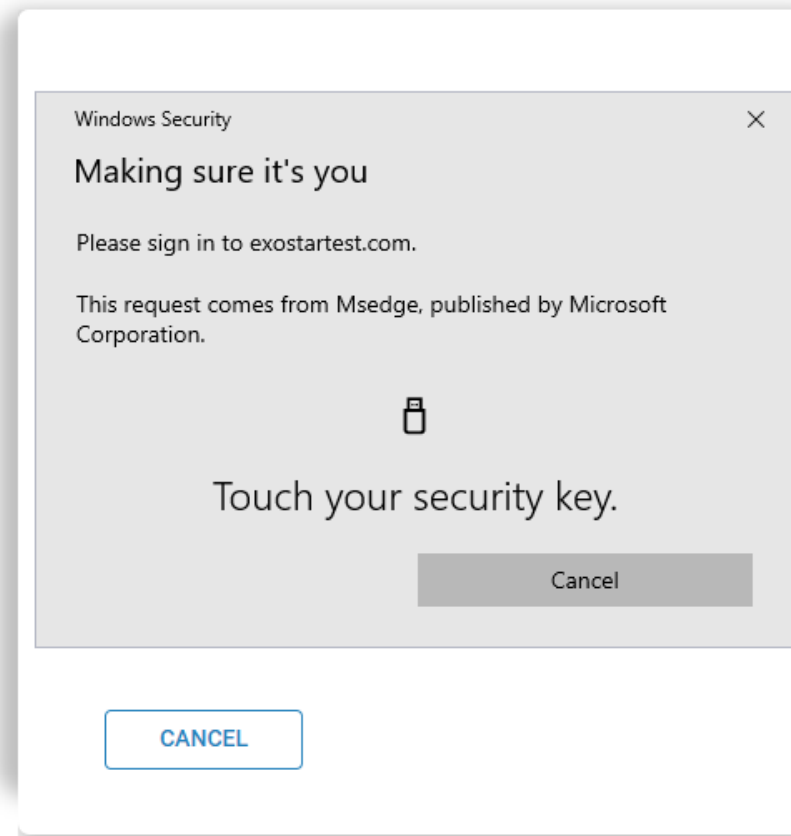 Windows Security
Making sure it's you
Please sign in to exostartest.com.
This request comes from Msedge, published by Microsoft
Corporation.
Touch your security key.
Cancel
CANCEL